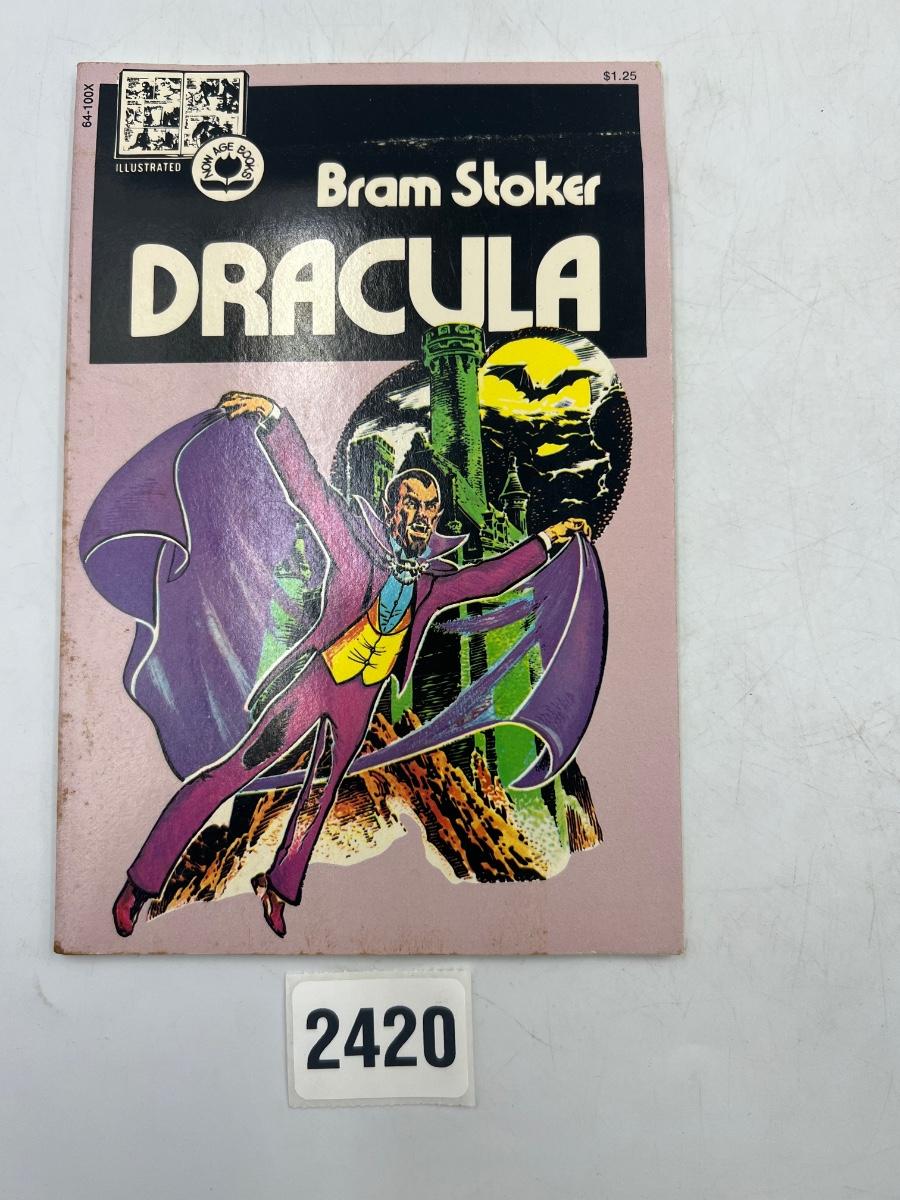 64-100X
$1.25
ILLUSTRATED
NOW AGE BOOKS
Bram Stoker
DRACULA
2420